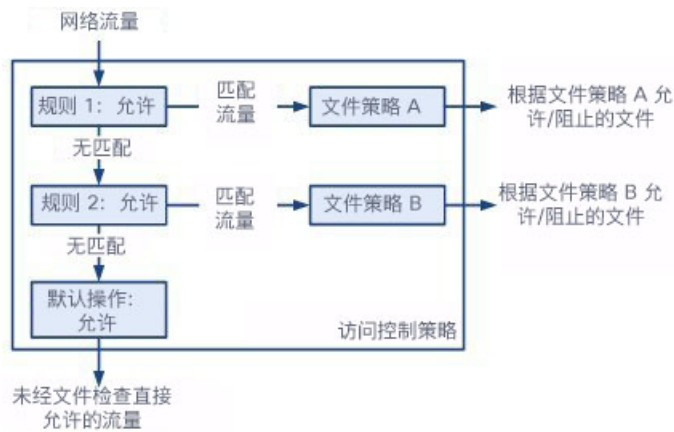 网络流量
规则 1：允许
匹配
流量
文件策略 A
根据文件策略 A 允
许/阻止的文件
无匹配
规则 2：允许
匹配
流量
文件策略 B
根据文件策略 B 允
许/阻止的文件
无匹配
默认操作：
允许
访问控制策略
未经文件检查直接
允许的流量